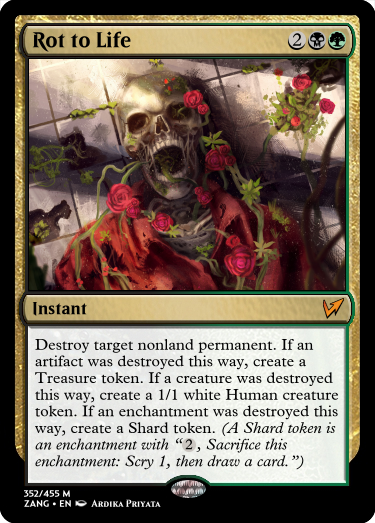 Rot to Life 2
Instant
Destroy target nonland permanent. If an
artifact was destroyed this way, create a
Treasure token. If a creature was destroyed
this way, create a 1/1 white Human creature
token. If an enchantment was destroyed this
way, create a Shard token. (A Shard token is
an enchantment with “2, Sacrifice this
enchantment: Scry 1, then draw a card.”)
352/455 M
ZANG • EN Ardika Priyata